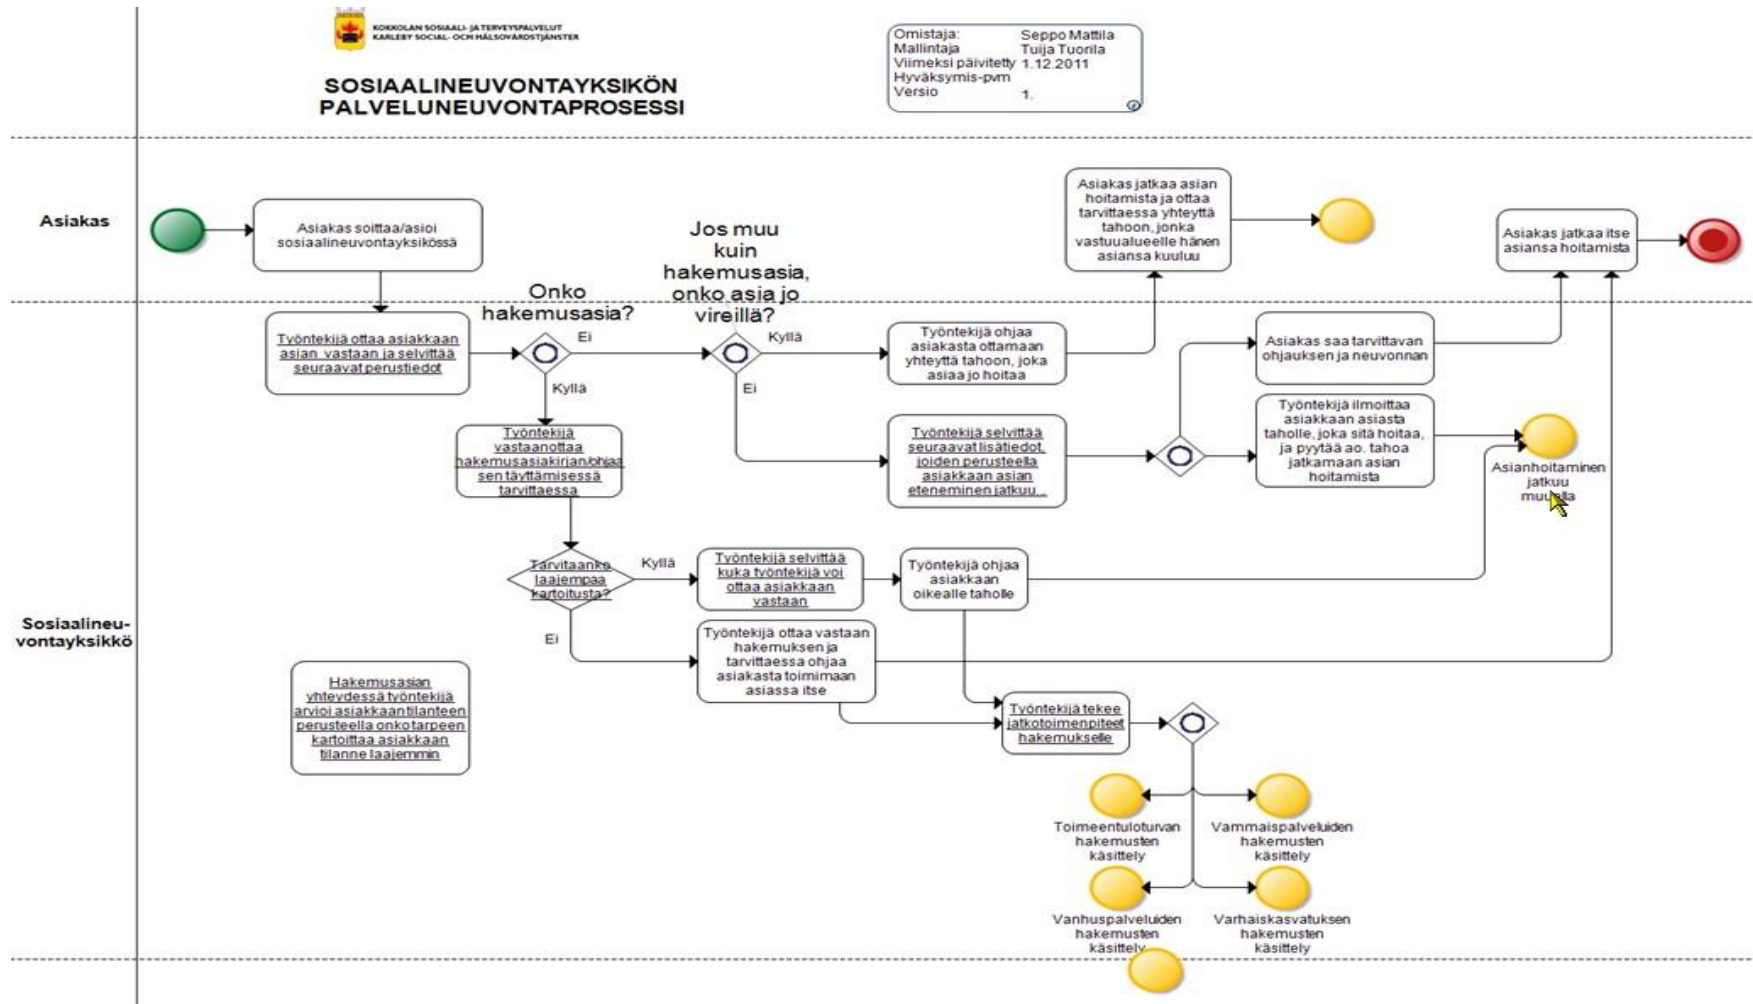 KOKKOLAN SOSIAALI- JA TERVEYSPALVELUT
KARLEBY SOCIAL- OCH HÄLSOVÅRDSTJÄNSTER
SOSIAALINEUVONTAYKSIKÖN
PALVELUNEUVONTAPROSESSI
Omistaja: Seppo Mattila
Mallintaja Tuija Tuorila
Viimeksi päivitetty 1.12.2011
Hyväksymis-pvm
Versio 1.
Asiakas
Asiakas soittaa/asioi
sosiaalineuvontayksikössä
Onko
hakemusasia?
Jos muu
kuin
hakemusasia,
onko asia jo
vireillä?
Asiakas jatkaa asian
hoitamista ja ottaa
tarvittaessa yhteyttä
tahoon, jonka
vastuualueelle hänen
asiansa kuuluu
Asiakas jatkaa itse
asiansa hoitamista
Työntekijä ottaa asiakkaan
asian vastaan ja selvittää
seuraavat perustiedot
Ei
Kyllä
Kyllä
Ei
Työntekijä ohjaa
asiakasta ottamaan
yhteyttä tahoon, joka
asiaa jo hoitaa
Asiakas saa tarvittavan
ohjauksen ja neuvonnan
Työntekijä
vastaanottaa
hakemusasiakirjan/ohjaa
sen täyttämisessä
tarvittaessa
Työntekijä selvittää
seuraavat lisätiedot,
joiden perusteella
asiakkaan asian
eteneminen jatkuu...
Työntekijä ilmoittaa
asiakkaan asiasta
taholle, joka sitä hoitaa,
ja pyytää ao. tahoa
jatkamaan asian
hoitamista
Asianhoitaminen
jatkuu
Sosiaalineu-
vontayksikkö
Tarvitaanko
laajempaa
kartoitusta?
Kyllä
Ei
Työntekijä selvittää
kuka työntekijä voi
ottaa asiakkaan
vastaan
Työntekijä ohjaa
asiakkaan
oikealle taholle
Työntekijä ottaa vastaan
hakemuksen ja
tarvittaessa ohjaa
asiakasta toimimaan
asiassa itse
Hakemusasian
yhteydessä työntekijä
arvioi asiakkaan tilanteen
perusteella onko tarpeen
kartoittaa asiakkaan
tilanne laajemmin
Työntekijä tekee
jatkotoimenpiteet
hakemukselle
Toimeentuloturvan
hakemusten
käsittely
Vammaispalveluiden
hakemusten
käsittely
Vanhuspalveluiden
hakemusten
käsittely
Varhaiskasvatuksen
hakemusten
käsittely